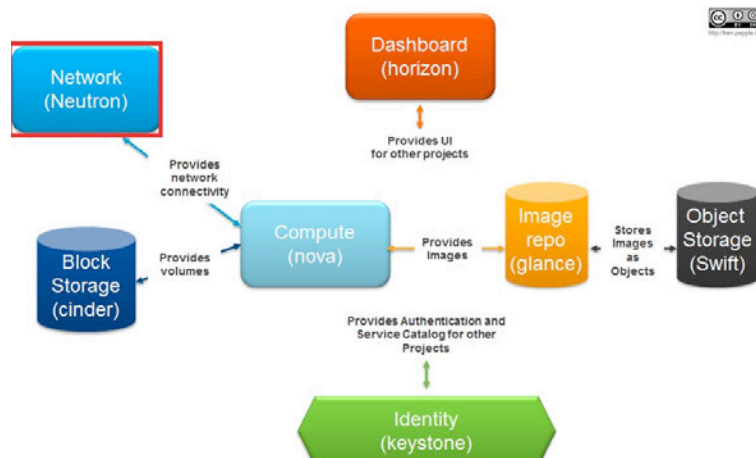 Dashboard
(horizon)
Network
(Neutron)
Provides UI
for other projects
Provides
network
connectivity
Compute
(nova)
Image
repo
(glance)
Object
Storage
(Swift)
Block
Storage
(cinder)
Provides
volumes
Provides
Images
Stores
Images
as
Objects
Provides Authentication and
Service Catalog for other
Projects
Identity
(keystone)